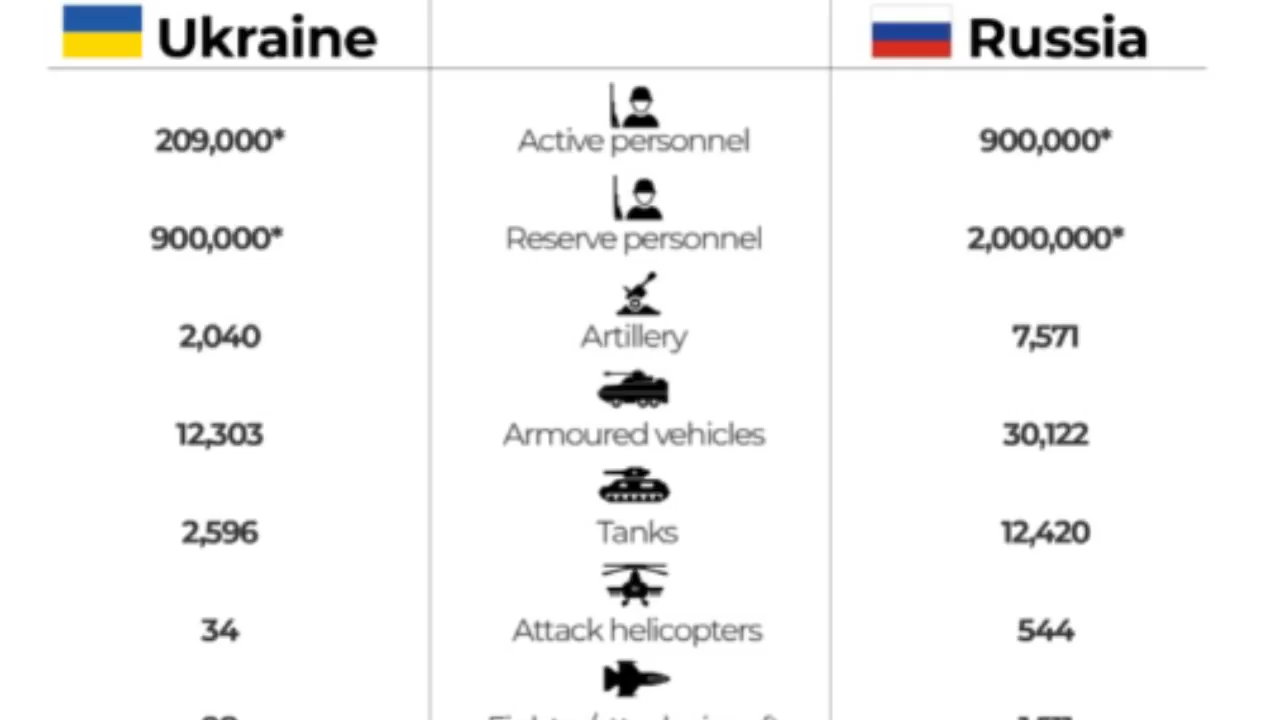 Ukraine Russia
209,000* Active personnel 900,000*
900,000* Reserve personnel 2,000,000*
2,040 Artillery 7,571
12,303 Armoured vehicles 30,122
2,596 Tanks 12,420
34 Attack helicopters 544